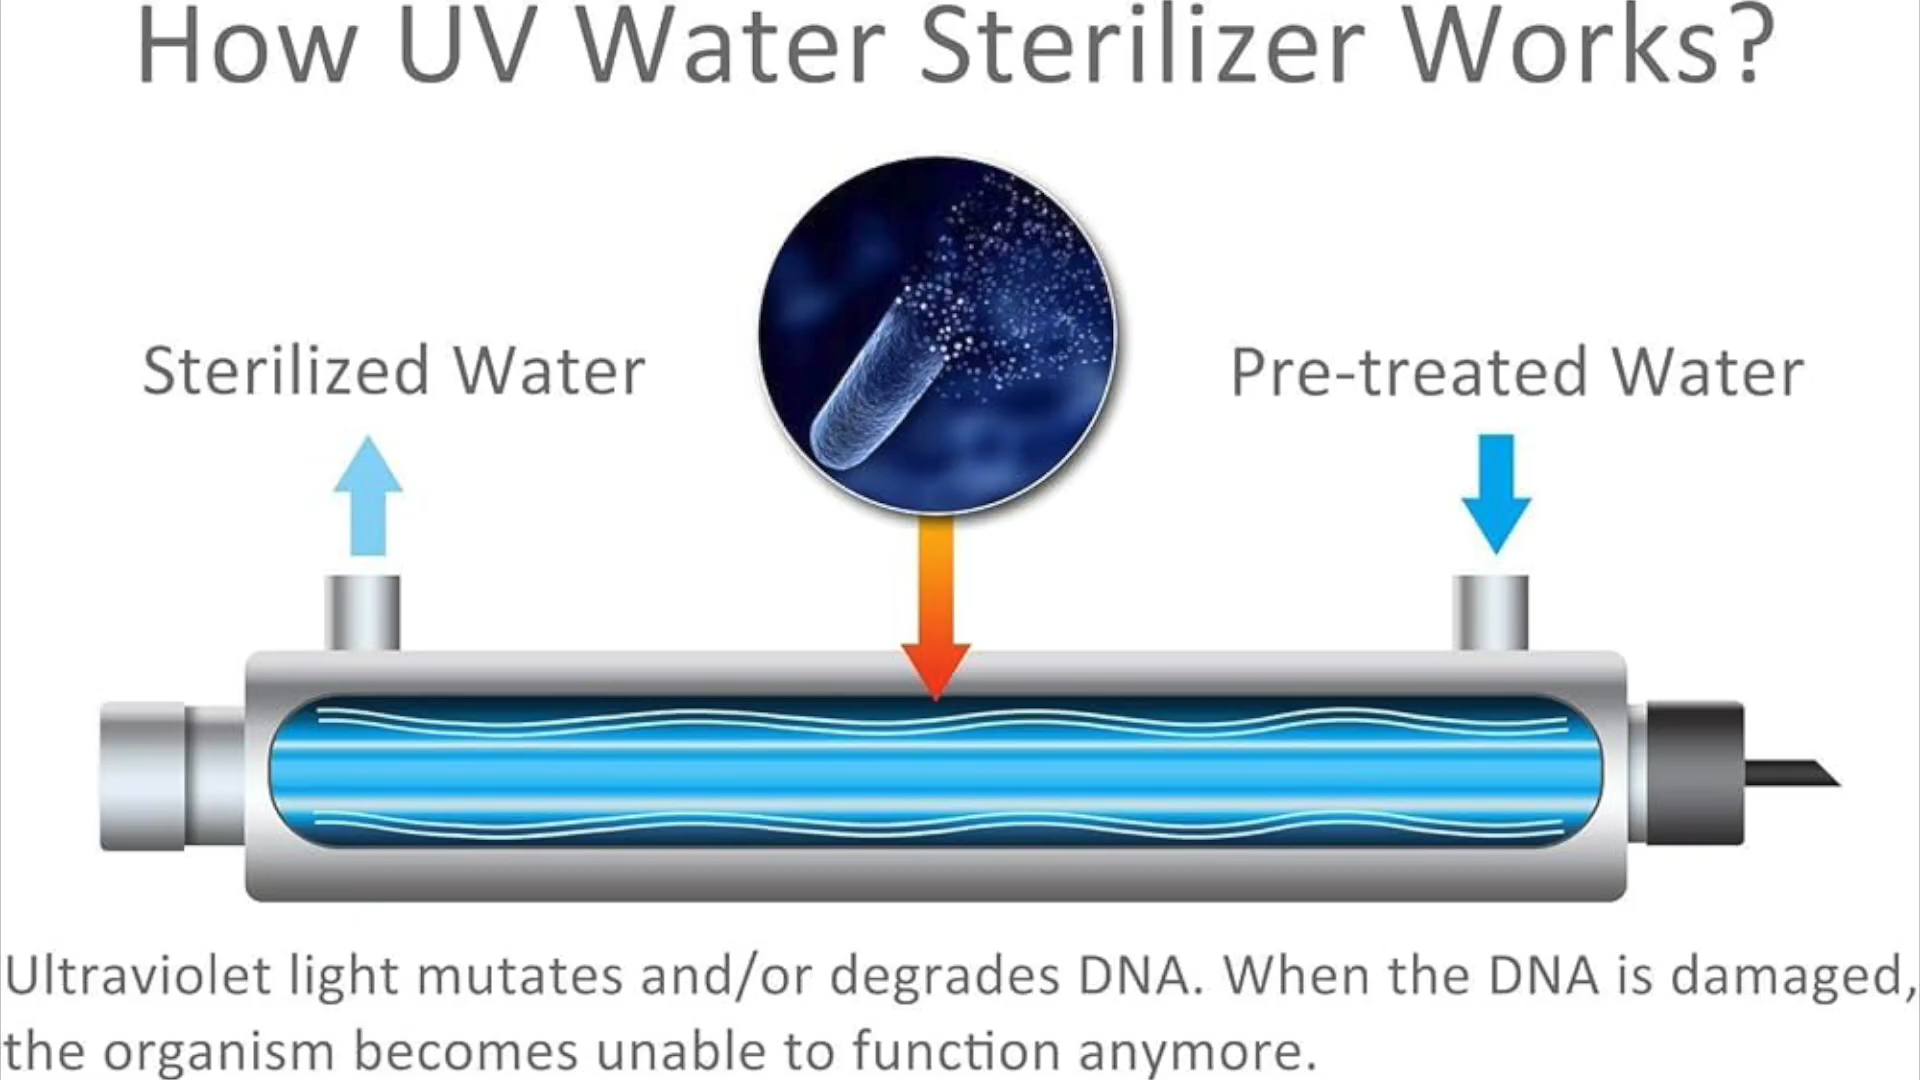 How UV Water Sterilizer Works?
Sterilized Water
Pre-treated Water
Ultraviolet light mutates and/or degrades DNA. When the DNA is damaged,
the organism becomes unable to function anymore.